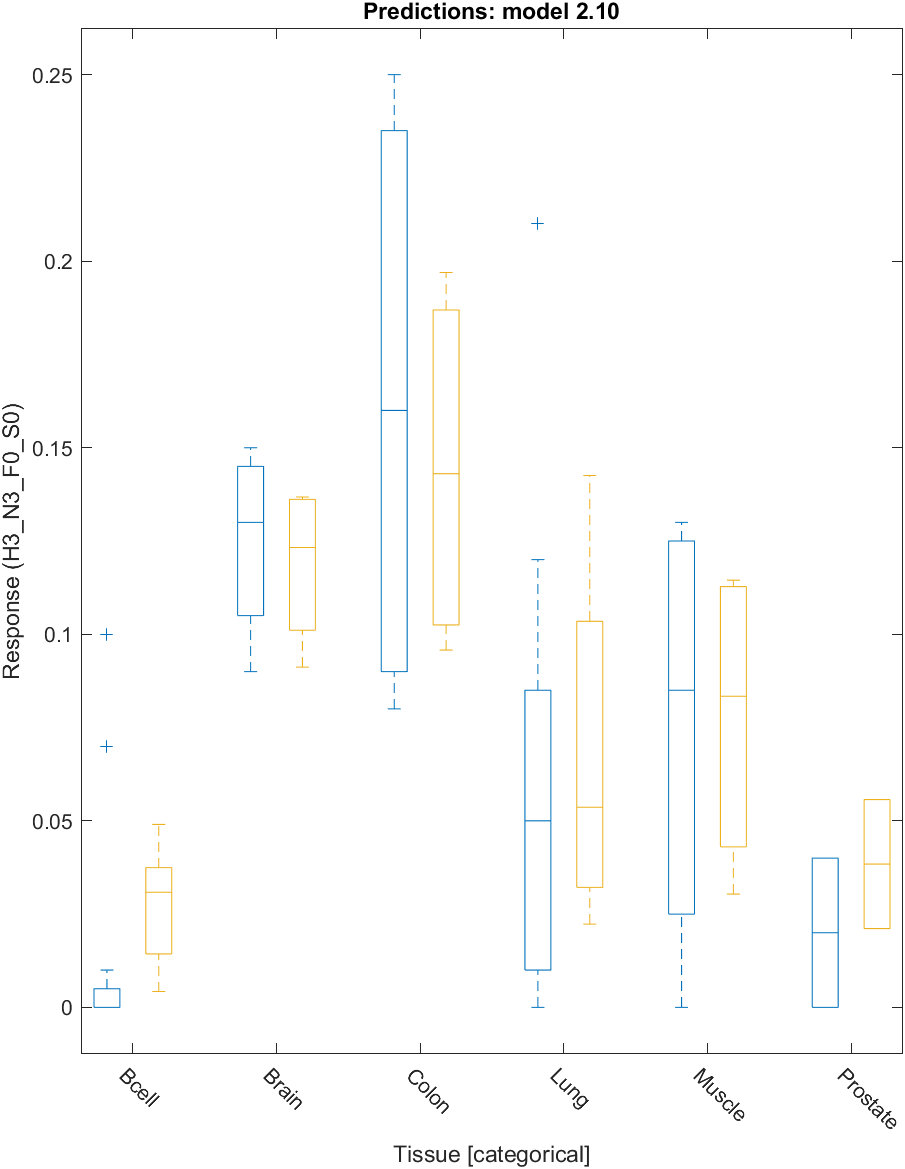 Predictions: model 2.10
Response (H3_N3_F0_S0)
0.25
0.2
0.15
0.1
0.05
0
Bcell
Brain
Colon
Lung
Muscle
Prostate
Tissue [categorical]